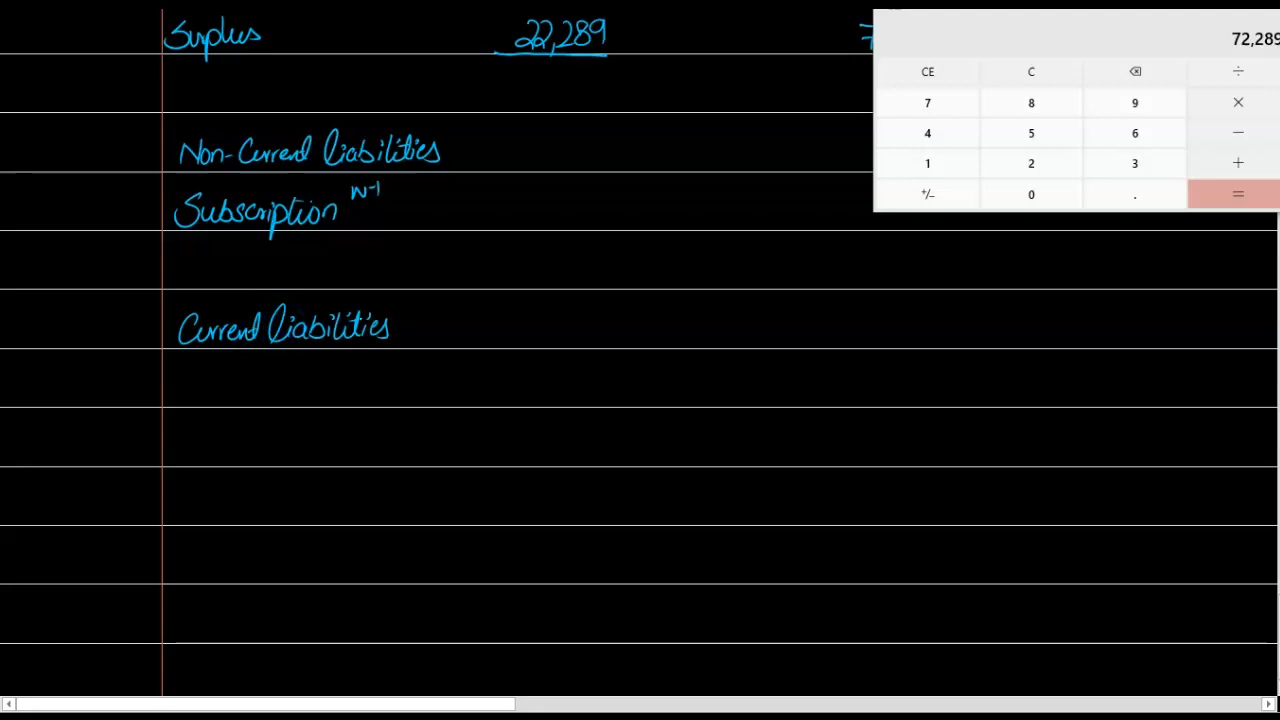 Surplus 22,289 7
72,289
CE C ⌫ ÷
7 8 9 ×
4 5 6 −
1 2 3 +
+/− 0 . =
Non-Current liabilities
Subscription W-1
Current liabilities